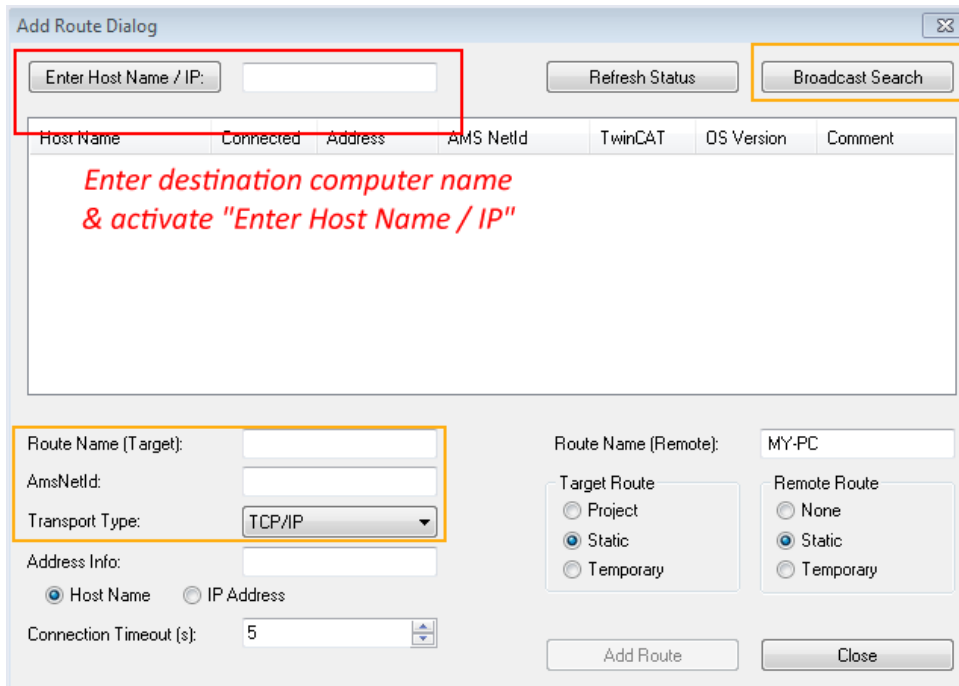 Add Route Dialog
Enter Host Name / IP: Refresh Status Broadcast Search
Host Name Connected Address AMS NetId TwinCAT OS Version Comment
Enter destination computer name
& activate "Enter Host Name / IP"
Route Name (Target): Route Name (Remote): MY-PC
AmsNetId: Target Route Remote Route
Transport Type: TCP/IP Project None
Static Static
Address Info: Temporary Temporary
Host Name IP Address
Connection Timeout (s): 5
Add Route Close